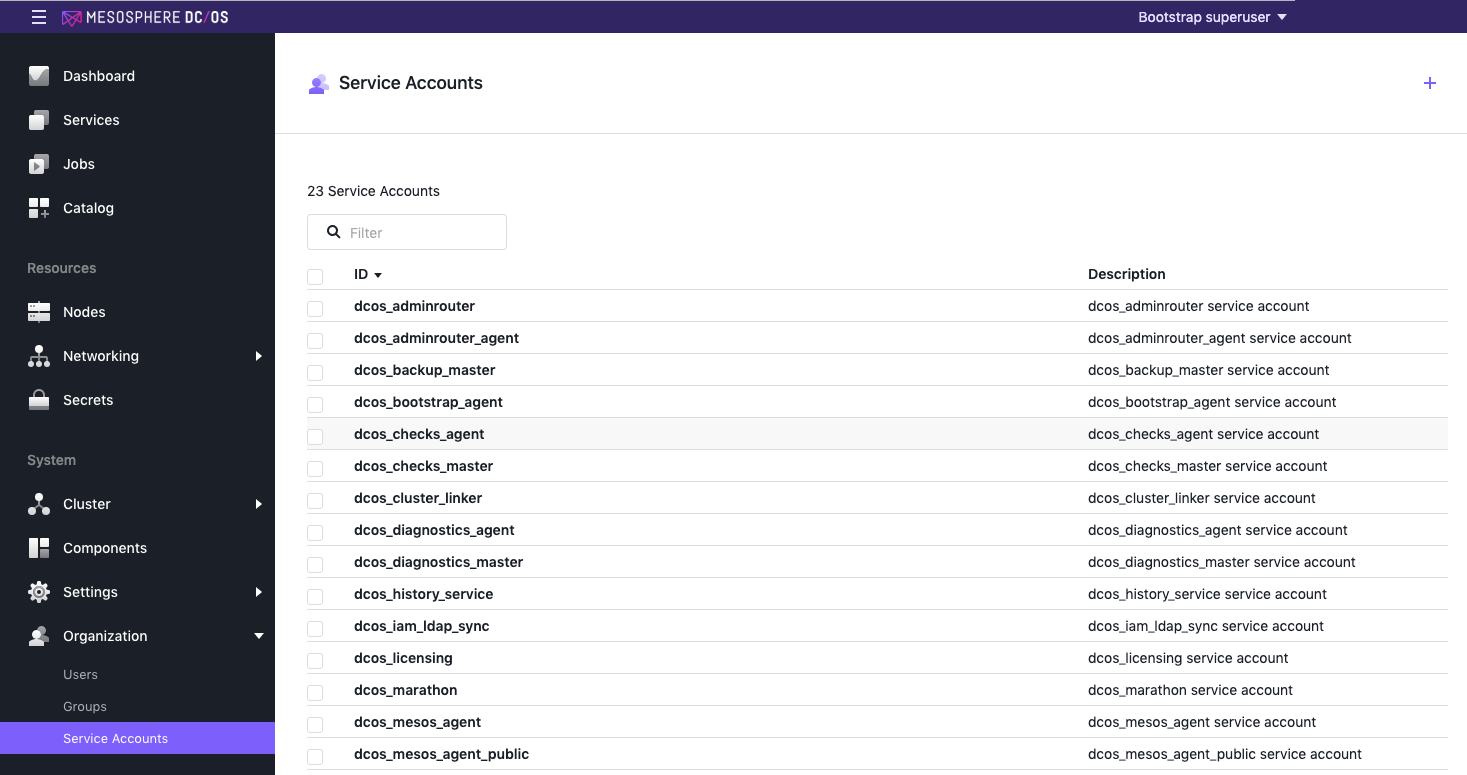 MESOSPHERE DC/OS
Bootstrap superuser
Dashboard
Services
Jobs
Catalog
Resources
Nodes
Networking
Secrets
System
Cluster
Components
Settings
Organization
Users
Groups
Service Accounts
Service Accounts
+
23 Service Accounts
Filter
ID Description
dcos_adminrouter dcos_adminrouter service account
dcos_adminrouter_agent dcos_adminrouter_agent service account
dcos_backup_master dcos_backup_master service account
dcos_bootstrap_agent dcos_bootstrap_agent service account
dcos_checks_agent dcos_checks_agent service account
dcos_checks_master dcos_checks_master service account
dcos_cluster_linker dcos_cluster_linker service account
dcos_diagnostics_agent dcos_diagnostics_agent service account
dcos_diagnostics_master dcos_diagnostics_master service account
dcos_history_service dcos_history_service service account
dcos_iam_ldap_sync dcos_iam_ldap_sync service account
dcos_licensing dcos_licensing service account
dcos_marathon dcos_marathon service account
dcos_mesos_agent dcos_mesos_agent service account
dcos_mesos_agent_public dcos_mesos_agent_public service account